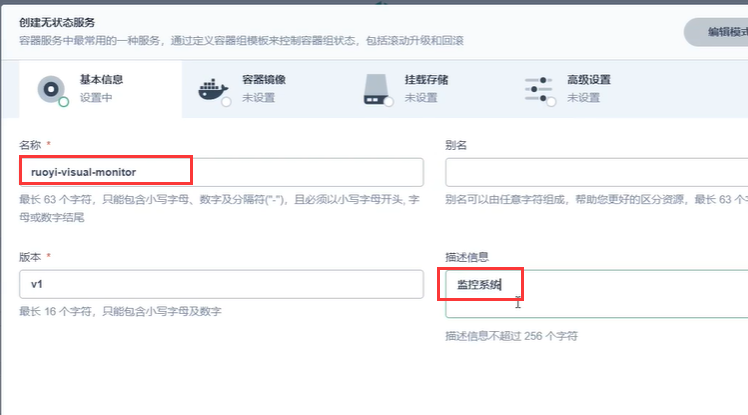 创建无状态服务
容器服务中最常用的一种服务，通过定义容器组模板来控制容器组状态，包括滚动升级和回滚
编辑模式
基本信息
设置中
容器镜像
未设置
挂载存储
未设置
高级设置
未设置
名称 *
别名
ruoyi-visual-monitor
最长 63 个字符，只能包含小写字母、数字及分隔符("-")，且必须以小写字母开头, 字
母或数字结尾
别名可以由任意字符组成，帮助您更好的区分资源，最长 63 个
版本 *
描述信息
v1
监控系统
最长 16 个字符，只能包含小写字母及数字
描述信息不超过 256 个字符